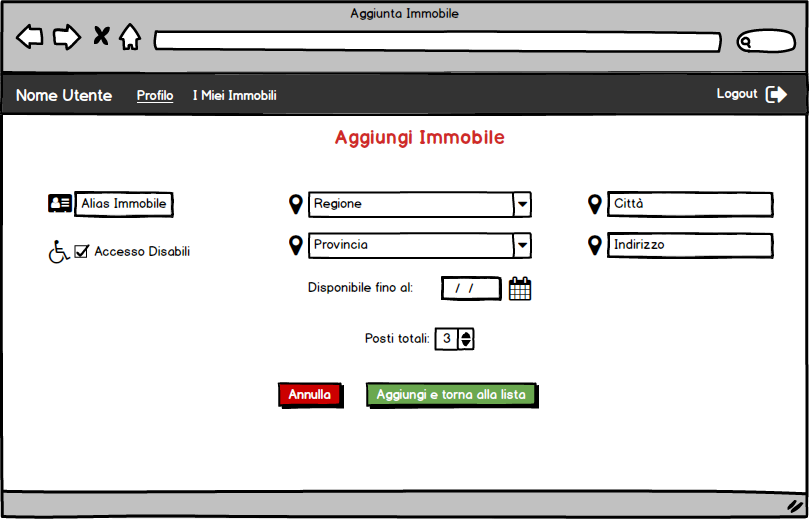 Aggiunta Immobile
Nome Utente Profilo I Miei Immobili Logout
Aggiungi Immobile
Alias Immobile Regione Città
Accesso Disabili Provincia Indirizzo
Disponibile fino al: / /
Posti totali: 3
Annulla Aggiungi e torna alla lista